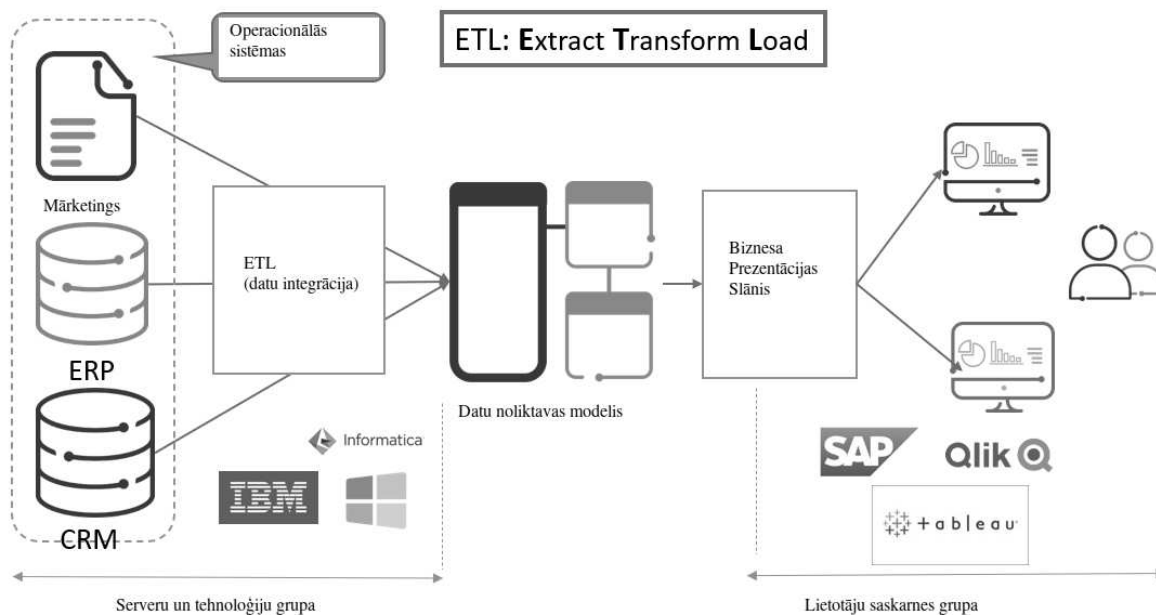 Operacionālās
sistēmas
ETL: Extract Transform Load
Mārketings
ETL
(datu integrācija)
Biznesa
Prezentācijas
Slānis
ERP
Datu noliktavas modelis
Informatica
SAP
Qlik
IBM
CRM
+ableau
Serveru un tehnoloģiju grupa
Lietotāju saskarnes grupa